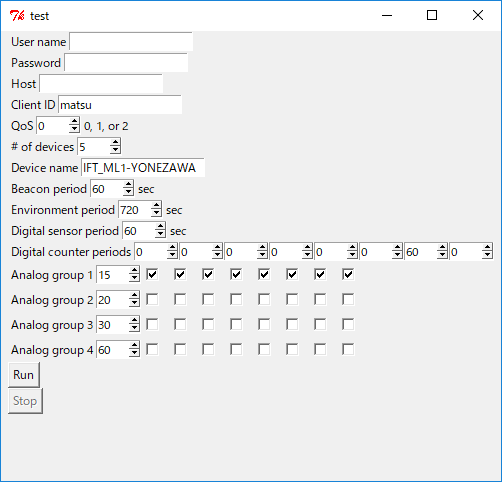 test
User name
Password
Host
Client ID matsu
QoS 0 0, 1, or 2
# of devices 5
Device name IFT_ML1-YONEZAWA
Beacon period 60 sec
Environment period 720 sec
Digital sensor period 60 sec
Digital counter periods 0 0 0 0 0 0 60 0
Analog group 1 15
Analog group 2 20
Analog group 3 30
Analog group 4 60
Run
Stop